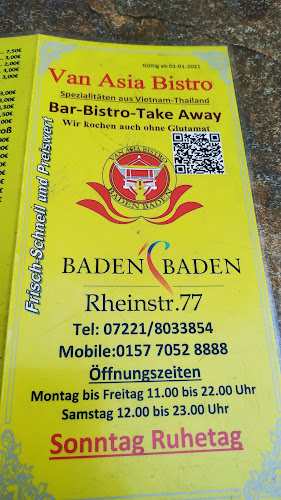 Gültig ab 01-01-2021
Van Asia Bistro
Spezialitäten aus Vietnam-Thailand
Bar-Bistro-Take Away
Wir kochen auch ohne Glutamat
VAN ASIA BISTRO
BADEN BADEN
Frisch-Schnell und Preiswert
BADEN BADEN
Rheinstr.77
Tel: 07221/8033854
Mobile:0157 7052 8888
Öffnungszeiten
Montag bis Freitag 11.00 bis 22.00 Uhr
Samstag 12.00 bis 23.00 Uhr
Sonntag Ruhetag